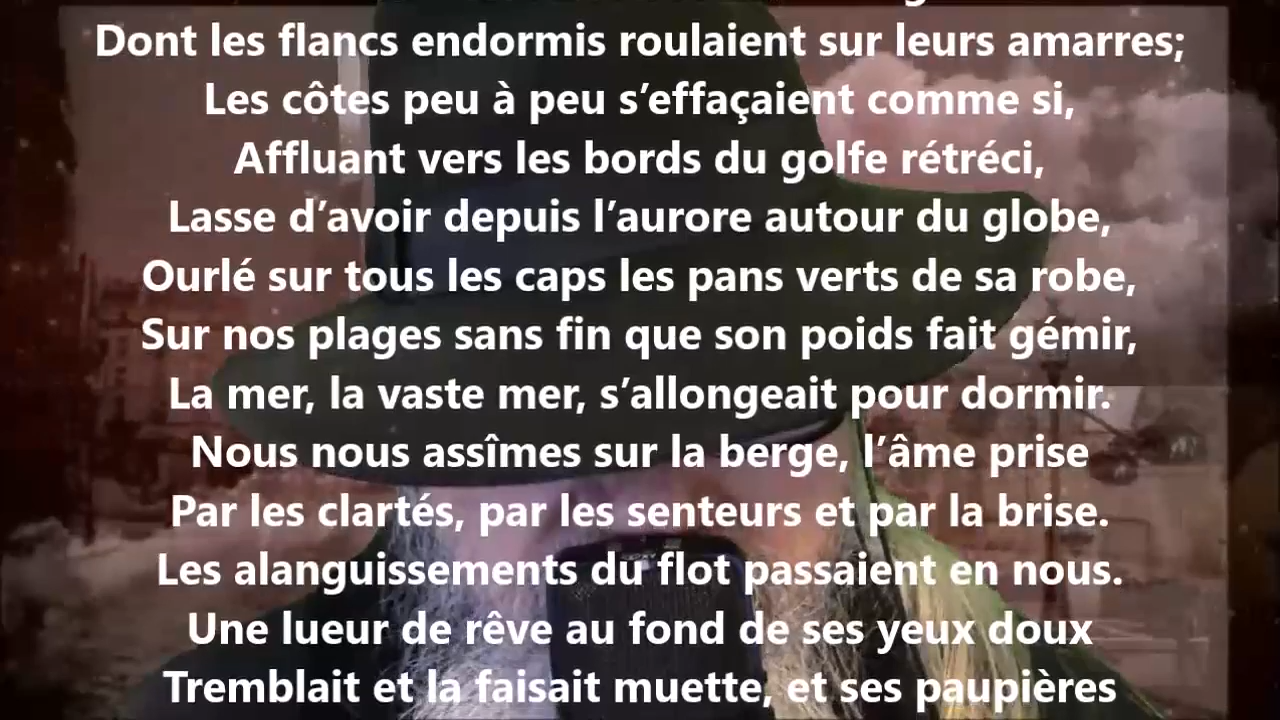 Dont les flancs endormis roulaient sur leurs amarres;
Les côtes peu à peu s’effaçaient comme si,
Affluant vers les bords du golfe rétréci,
Lasse d’avoir depuis l’aurore autour du globe,
Ourlé sur tous les caps les pans verts de sa robe,
Sur nos plages sans fin que son poids fait gémir,
La mer, la vaste mer, s’allongeait pour dormir.
Nous nous assîmes sur la berge, l’âme prise
Par les clartés, par les senteurs et par la brise.
Les alanguissements du flot passaient en nous.
Une lueur de rêve au fond de ses yeux doux
Tremblait et la faisait muette, et ses paupières